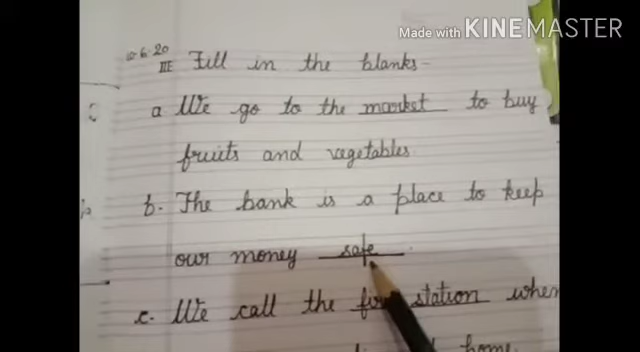 Made with KINEMASTER
6.20
III Fill in the blanks-
a We go to the market to buy
fruits and vegetables
b. The bank is a place to keep
our money safe.
c. We call the fire station when
home